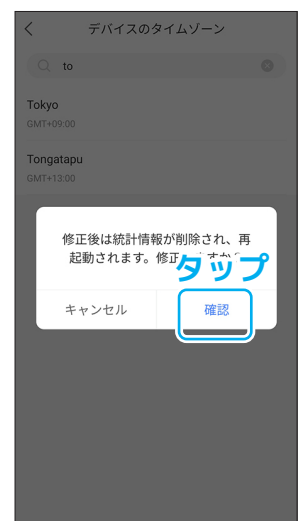 デバイスのタイムゾーン
to
Tokyo
GMT+09:00
Tongatapu
GMT+13:00
修正後は統計情報が削除され、再
起動されます。修正
タップ
キャンセル
確認